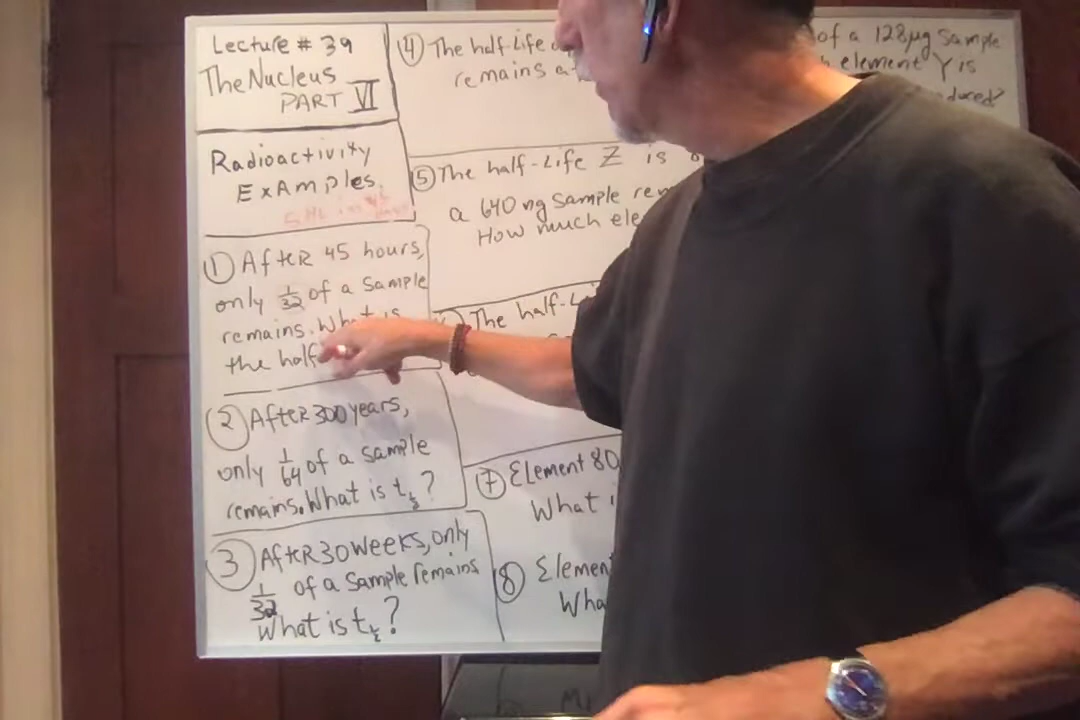 Lecture # 39
The Nucleus
PART VI
Radioactivity
Examples
① After 45 hours,
only 1/32 of a sample
remains. What is
the half
② After 300 years,
only 1/64 of a sample
remains. What is t½?
③ After 30 weeks, only
1/32 of a sample remains
What is t½?
④ The half-life
remains a
⑤ The half-life Z is
a 640 ng sample
How much
The half-
⑦ Element 80
What
⑧ Elemen
Wha
of a 128μg sample
element Y is
duced?